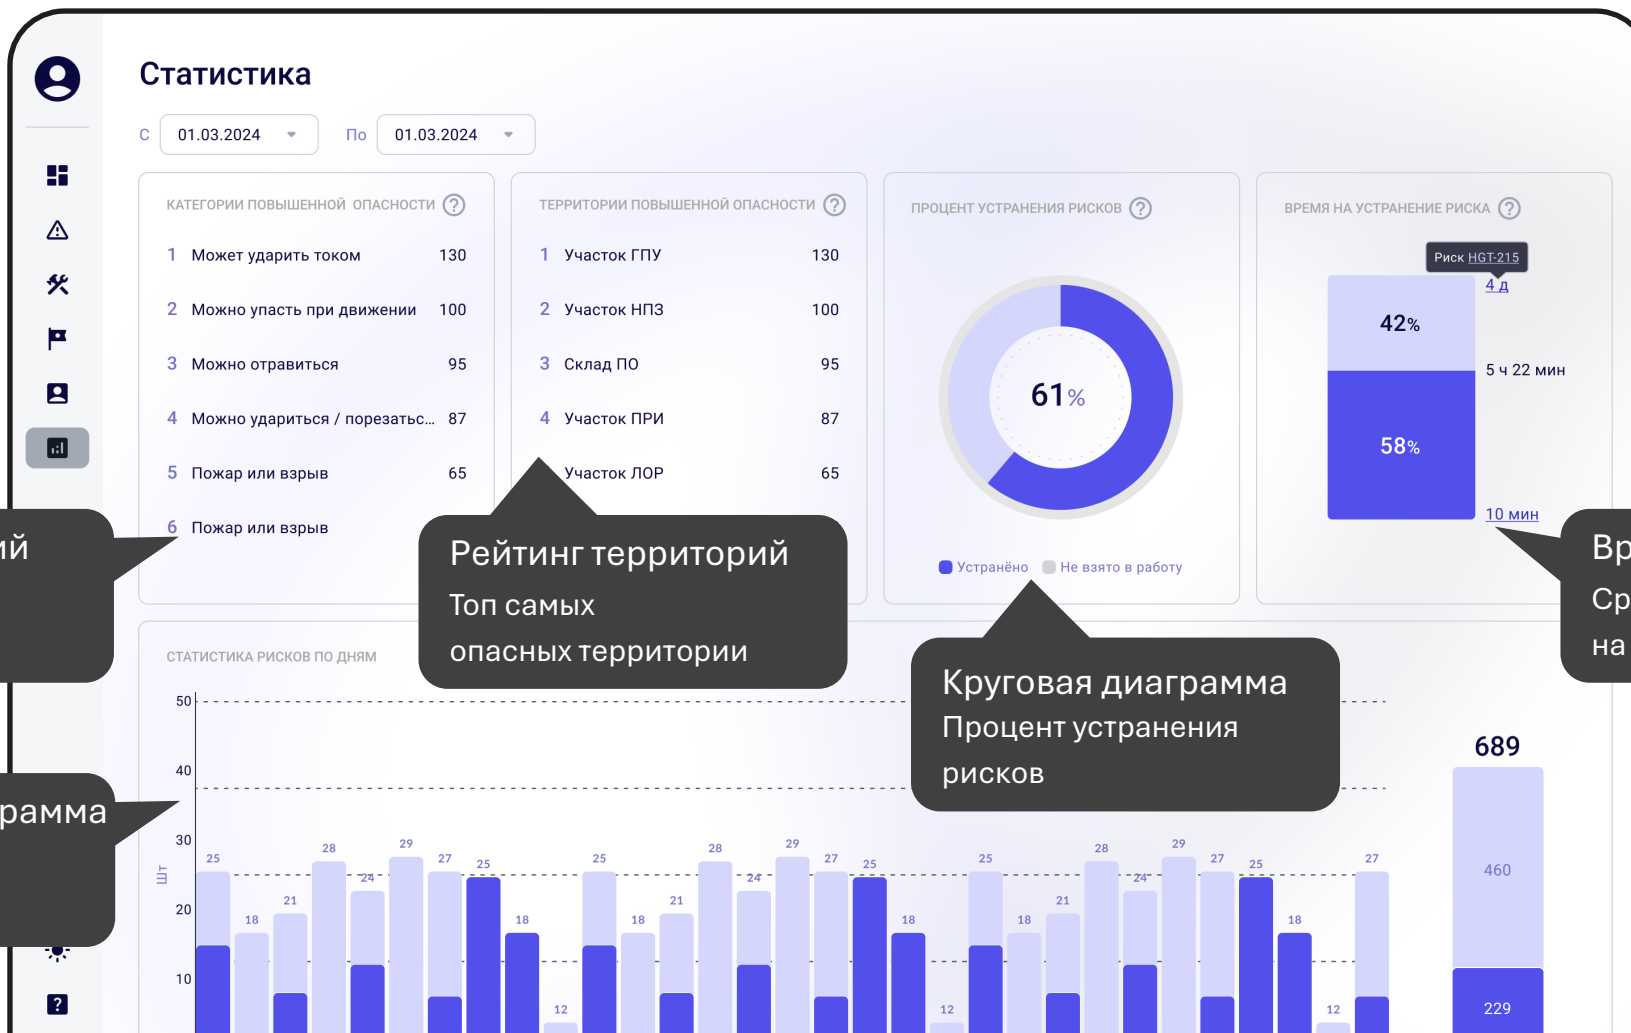 Статистика
С 01.03.2024 По 01.03.2024
КАТЕГОРИИ ПОВЫШЕННОЙ ОПАСНОСТИ ?
1 Может ударить током 130
2 Можно упасть при движении 100
3 Можно отравиться 95
4 Можно удариться / порезатьс... 87
5 Пожар или взрыв 65
6 Пожар или взрыв
ТЕРРИТОРИИ ПОВЫШЕННОЙ ОПАСНОСТИ ?
1 Участок ГПУ 130
2 Участок НПЗ 100
3 Склад ПО 95
4 Участок ПРИ 87
Участок ЛОР 65
ПРОЦЕНТ УСТРАНЕНИЯ РИСКОВ ?
61%
Устранёно Не взято в работу
ВРЕМЯ НА УСТРАНЕНИЕ РИСКА ?
Риск HGT-215
4 д
42%
5 ч 22 мин
58%
10 мин
ий
Рейтинг территорий
Топ самых
опасных территории
Круговая диаграмма
Процент устранения
рисков
Вр
Ср
на
рамма
СТАТИСТИКА РИСКОВ ПО ДНЯМ
Шт
50
40
30
20
10
25 18 21 28 24 29 27 25 18 12 25 18 21 28 24 29 27 25 18 12 25 18 21 28 24 29 27 25 18 12 27
689
460
229
?